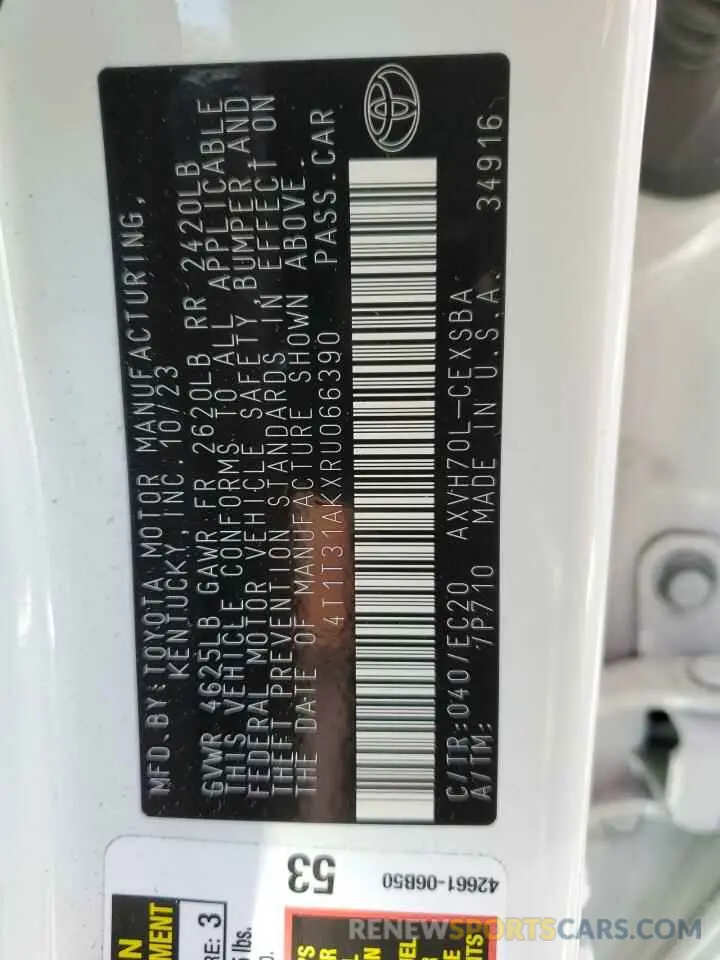 MFD. BY: TOYOTA MOTOR MANUFACTURING,
KENTUCKY, INC. 10/23
GVWR 4625LB GAWR FR 2620LB RR 2420LB
THIS VEHICLE CONFORMS TO ALL APPLICABLE
FEDERAL MOTOR VEHICLE SAFETY, BUMPER, AND
THEFT PREVENTION STANDARDS IN EFFECT ON
THE DATE OF MANUFACTURE SHOWN ABOVE.
4T1T31AKXRU066390 PASS. CAR
C/TR: 040/EC20 AXVH70L-CEXSBA
A/TM: 7P710 MADE IN U.S.A. 34916
53
42661-06B50
RE: 3
lbs.
RENEWSPORTSCARS.COM